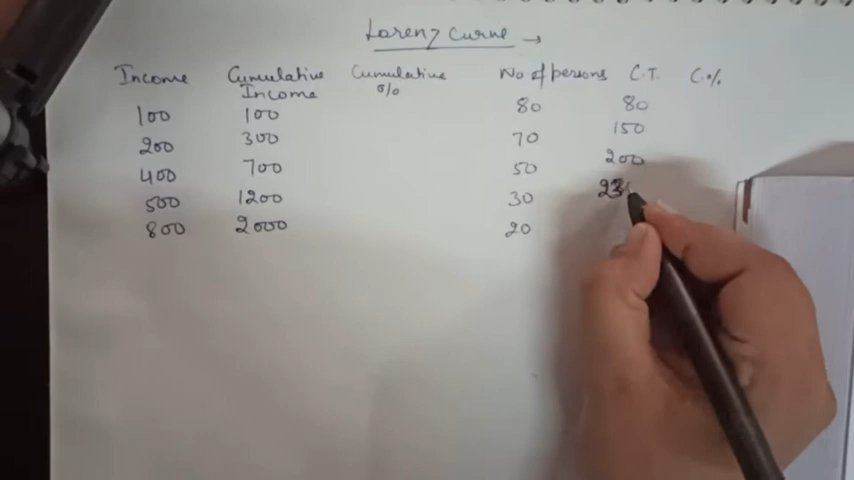 Lorenz Curve →
Income Cumulative Income Cumulative % No of persons C.T. C.%
100 100 80 80
200 300 70 150
400 700 50 200
500 1200 30 23
800 2000 20